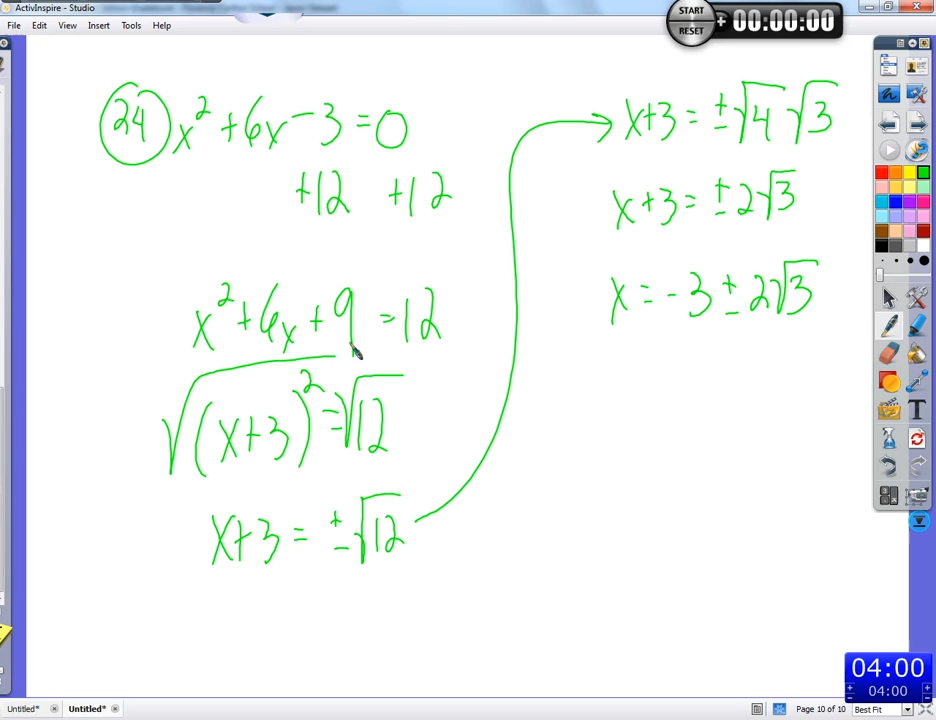 ActivInspire - Studio
File Edit View Insert Tools Help
START
RESET
00:00:00
24 x² + 6x - 3 = 0
+12 +12
x² + 6x + 9 = 12
√(x+3)² = √12
x+3 = ±√12
x+3 = ±√4 √3
x+3 = ±2√3
x = -3 ± 2√3
04:00
04:00
Untitled* Untitled* Page 10 of 10 Best Fit